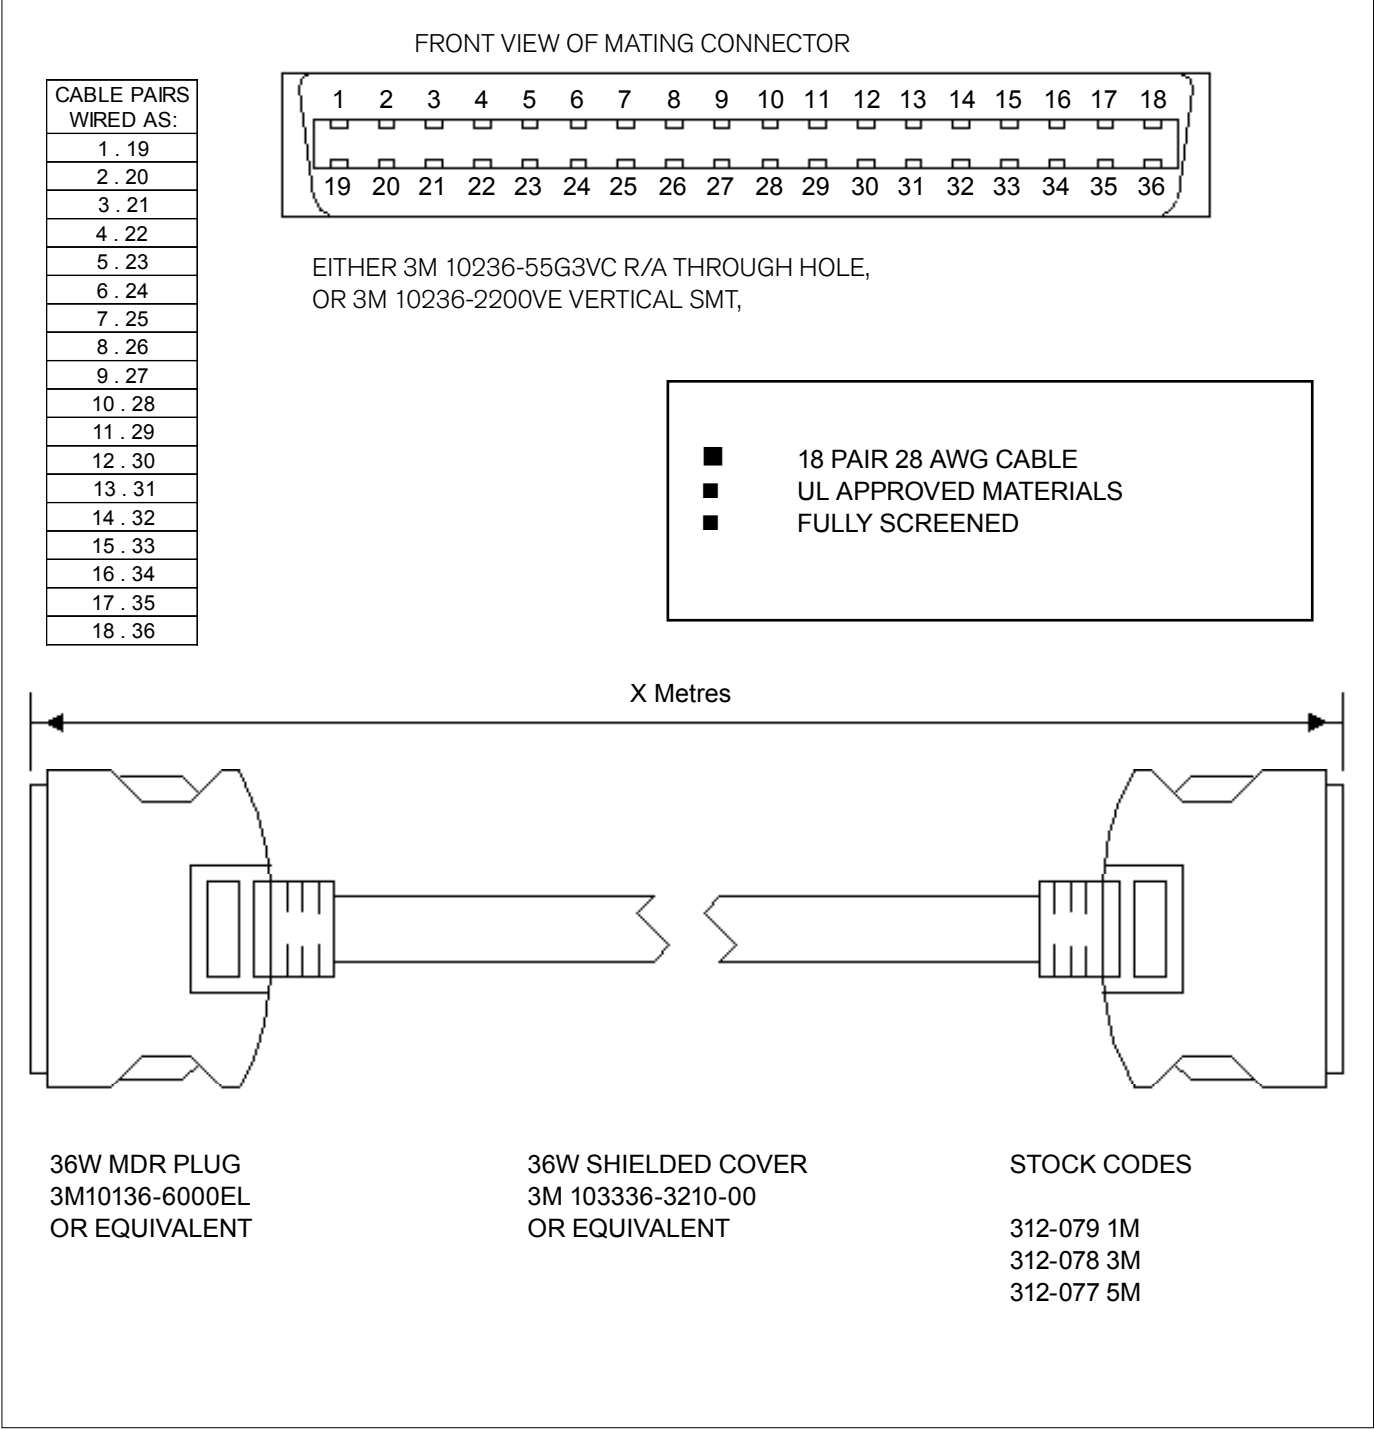 FRONT VIEW OF MATING CONNECTOR
CABLE PAIRS
WIRED AS:
1 . 19
2 . 20
3 . 21
4 . 22
5 . 23
6 . 24
7 . 25
8 . 26
9 . 27
10 . 28
11 . 29
12 . 30
13 . 31
14 . 32
15 . 33
16 . 34
17 . 35
18 . 36
1 2 3 4 5 6 7 8 9 10 11 12 13 14 15 16 17 18
19 20 21 22 23 24 25 26 27 28 29 30 31 32 33 34 35 36
EITHER 3M 10236-55G3VC R/A THROUGH HOLE,
OR 3M 10236-2200VE VERTICAL SMT,
18 PAIR 28 AWG CABLE
UL APPROVED MATERIALS
FULLY SCREENED
X Metres
36W MDR PLUG
3M10136-6000EL
OR EQUIVALENT
36W SHIELDED COVER
3M 103336-3210-00
OR EQUIVALENT
STOCK CODES
312-079 1M
312-078 3M
312-077 5M